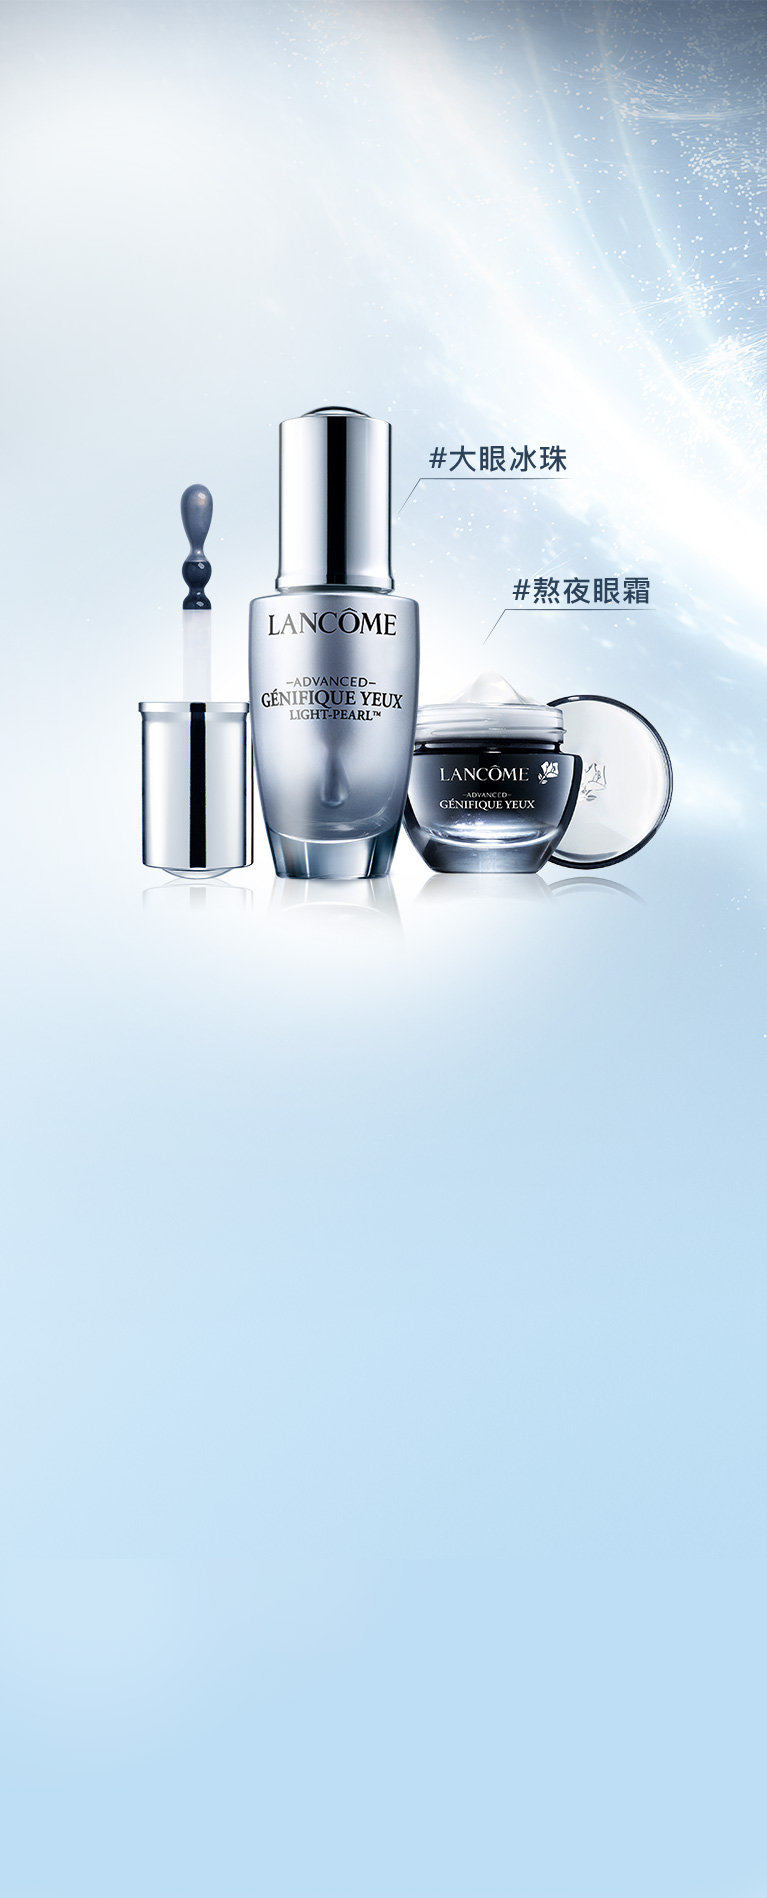 #大眼冰珠
#熬夜眼霜
LANCÔME
-ADVANCED-
GÉNIFIQUE YEUX
LIGHT-PEARL™
LANCÔME
-ADVANCED-
GÉNIFIQUE YEUX